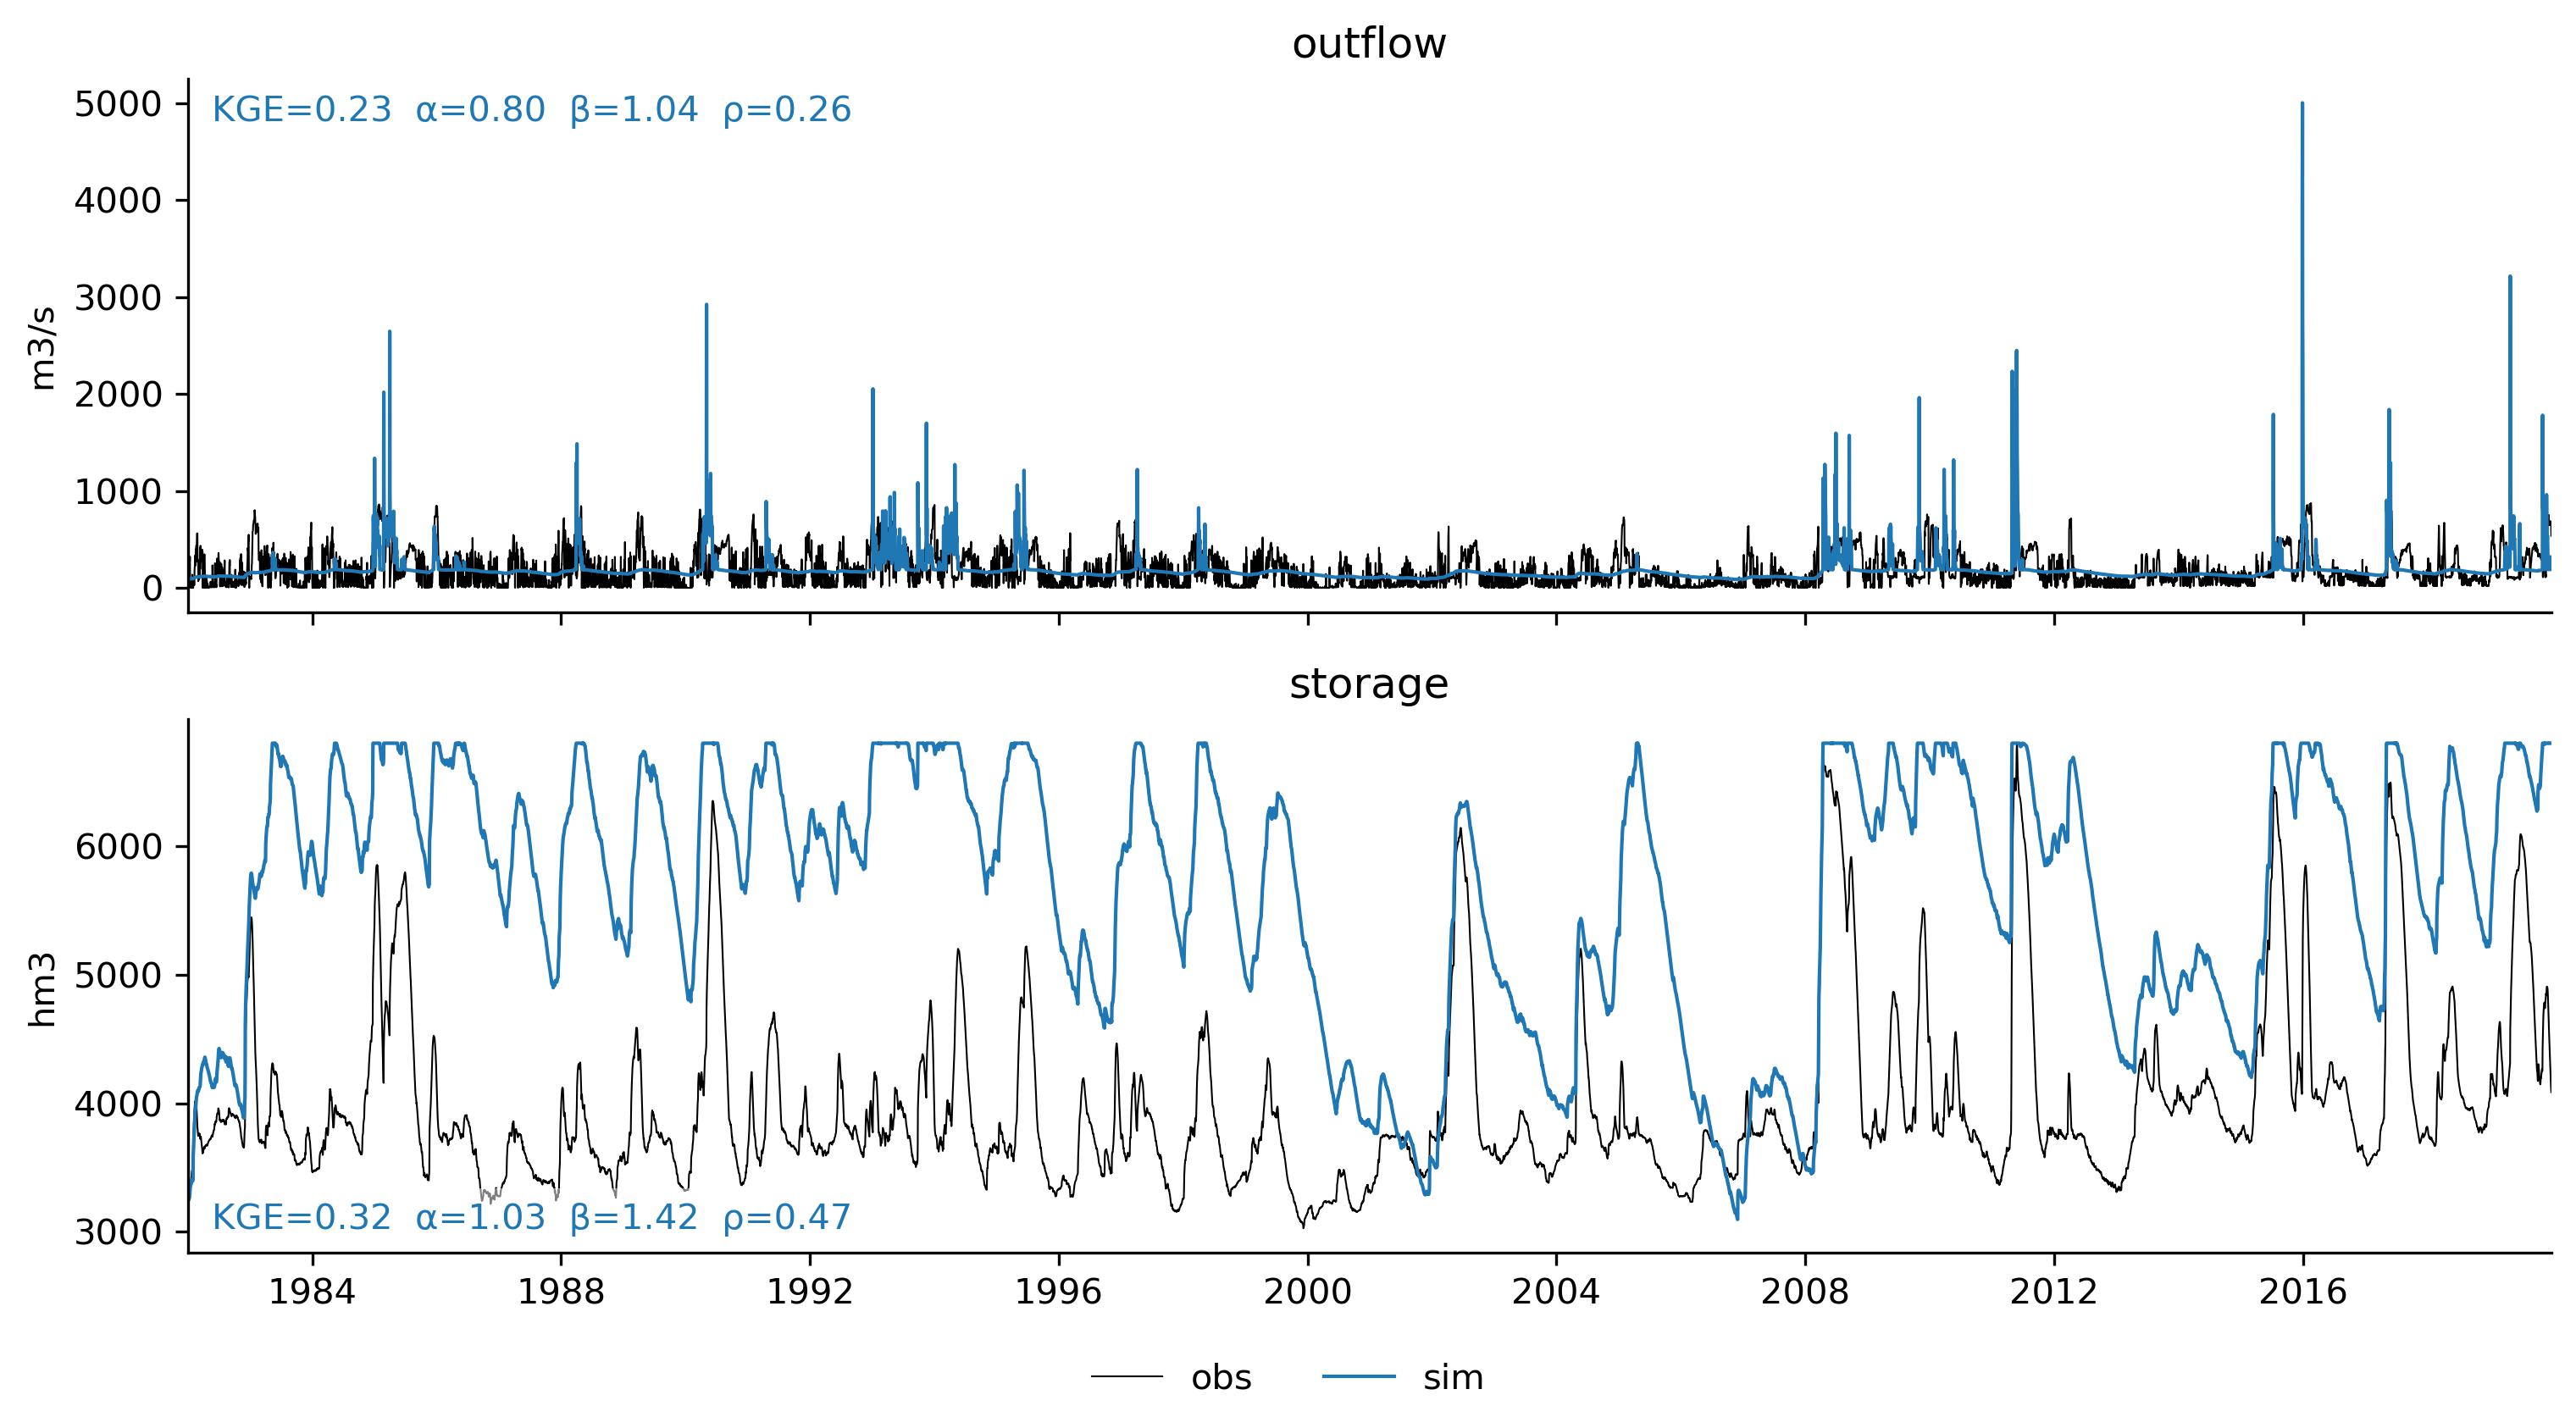 outflow
5000
KGE=0.23 α=0.80 β=1.04 ρ=0.26
4000
3000
m3/s
2000
1000
0
storage
6000
5000
hm3
4000
KGE=0.32 α=1.03 β=1.42 ρ=0.47
3000
1984 1988 1992 1996 2000 2004 2008 2012 2016
obs sim